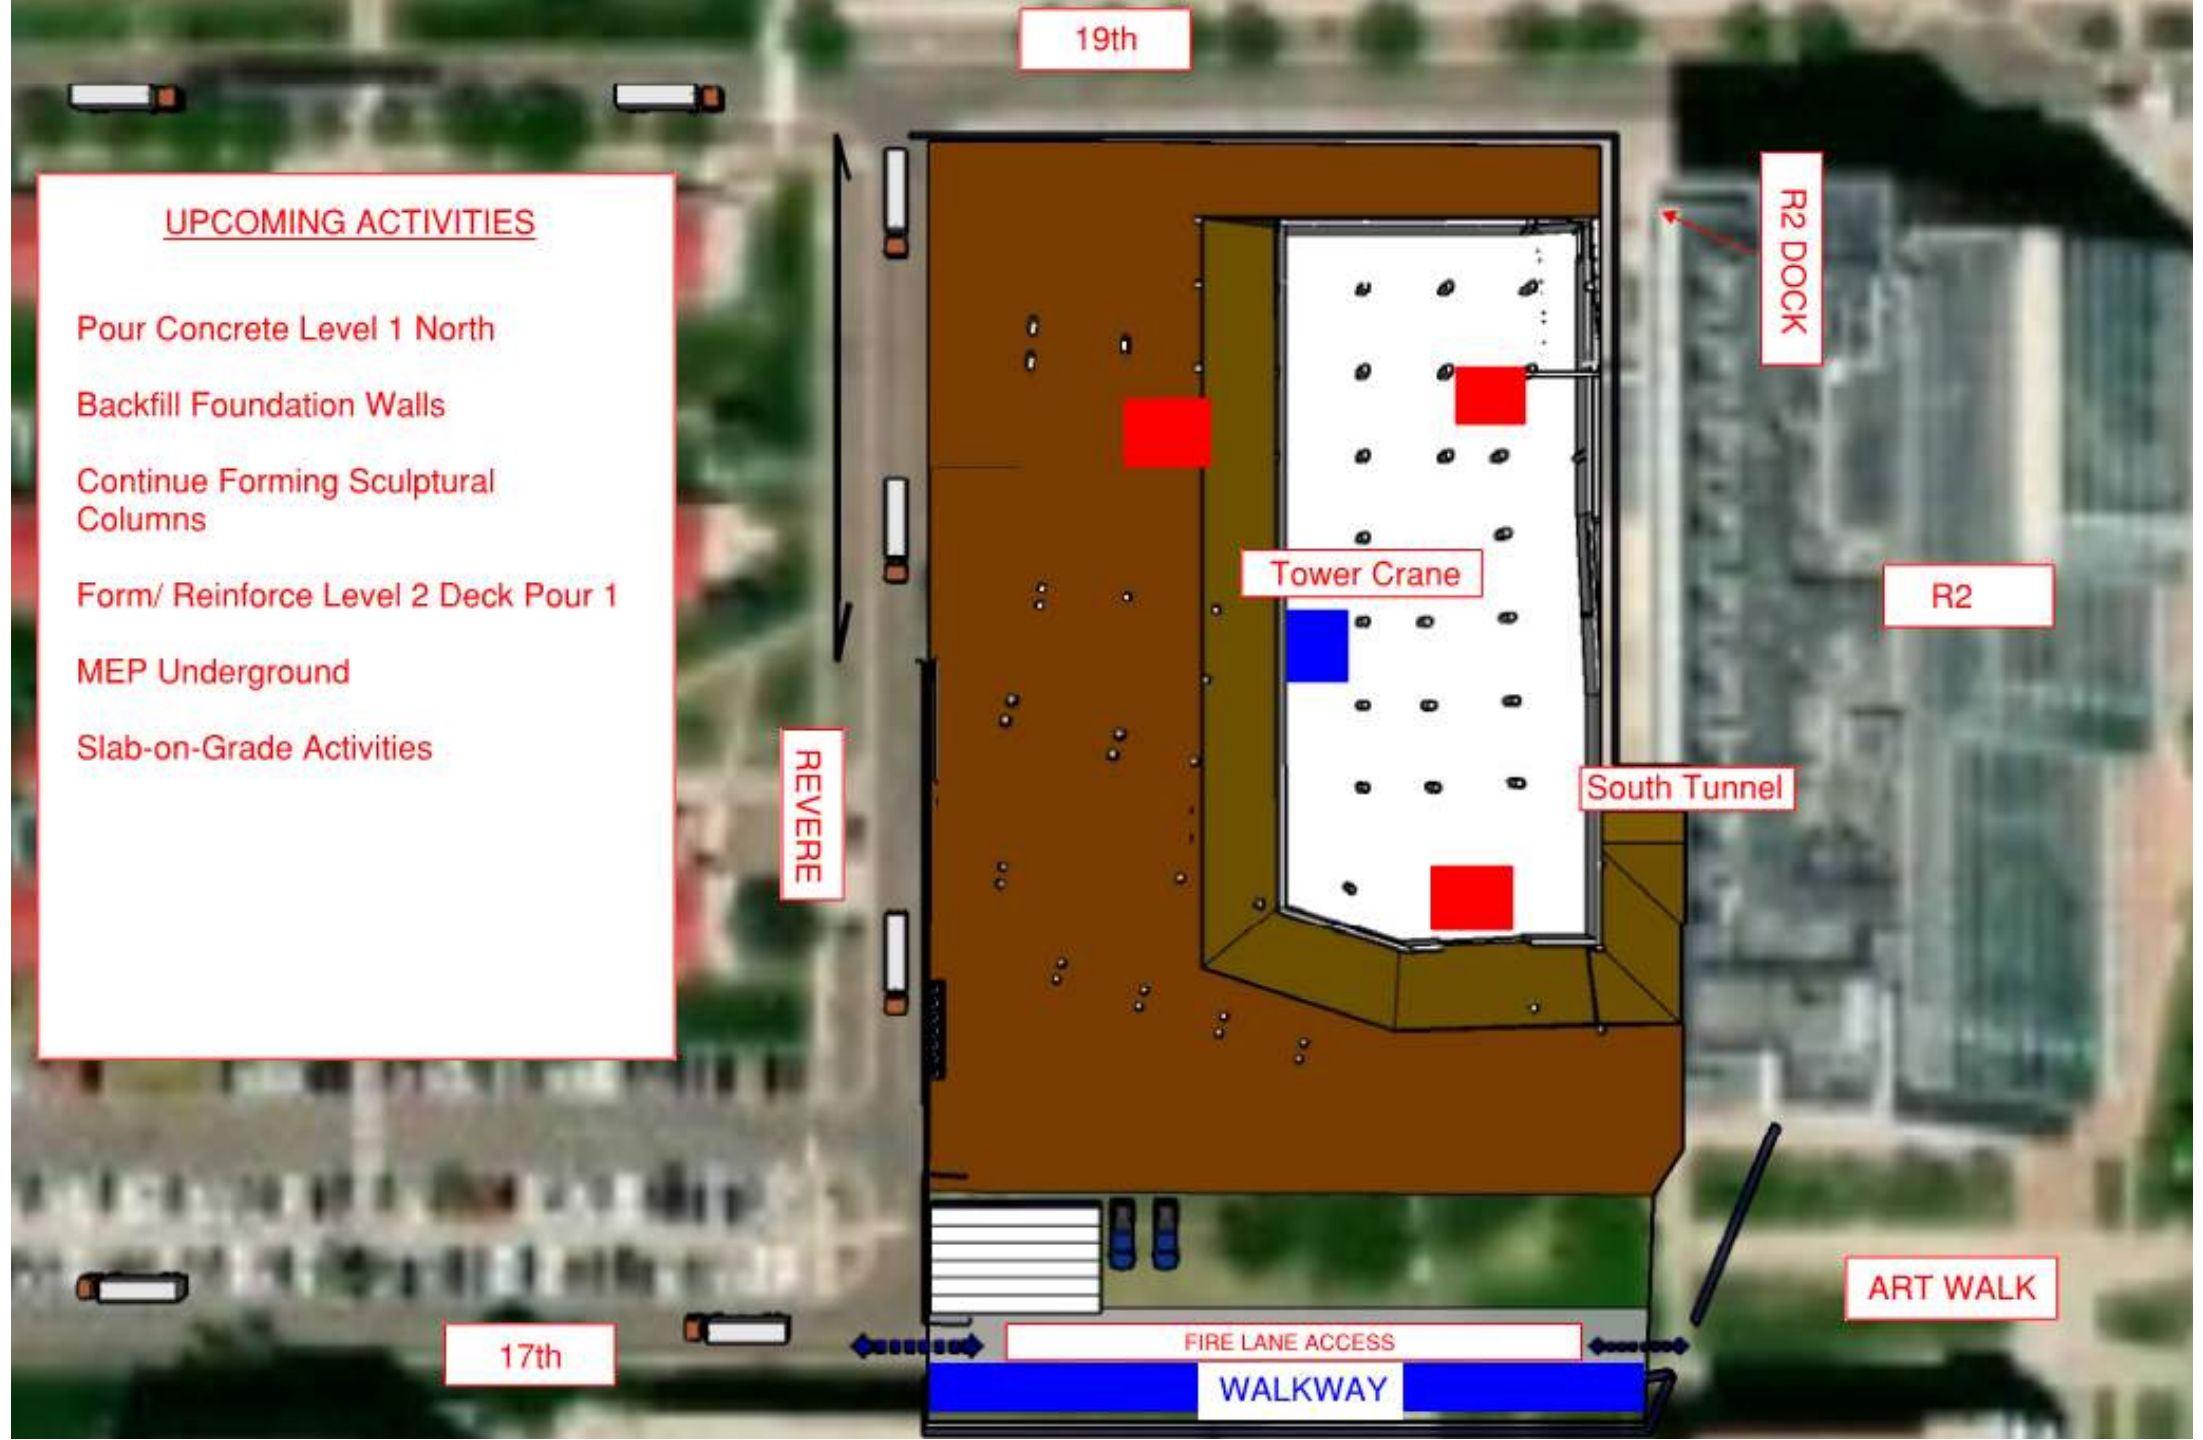 19th
UPCOMING ACTIVITIES
Pour Concrete Level 1 North
Backfill Foundation Walls
Continue Forming Sculptural
Columns
Form/ Reinforce Level 2 Deck Pour 1
MEP Underground
Slab-on-Grade Activities
R2 DOCK
Tower Crane
R2
REVERE
South Tunnel
ART WALK
17th
FIRE LANE ACCESS
WALKWAY